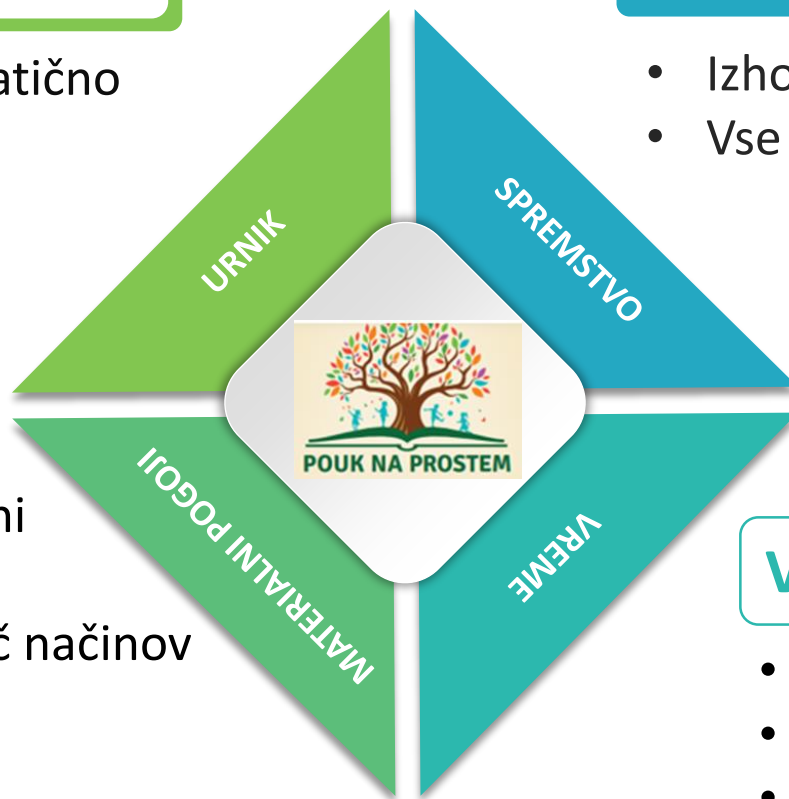 atično
Izho
Vse
URNIK
SPREMSTVO
POUK NA PROSTEM
MATERIALNI POGOJI
VREME
ni
č načinov
V